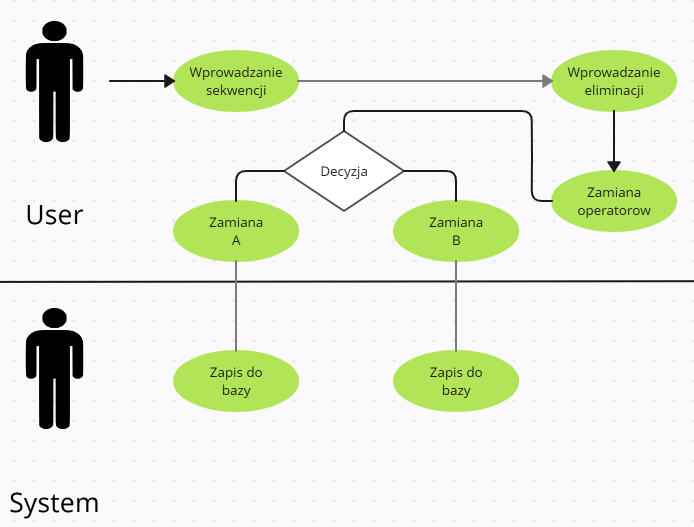 Wprowadzanie
sekwencji
Wprowadzanie
eliminacji
Decyzja
Zamiana
operatorow
User
Zamiana
A
Zamiana
B
Zapis do
bazy
Zapis do
bazy
System